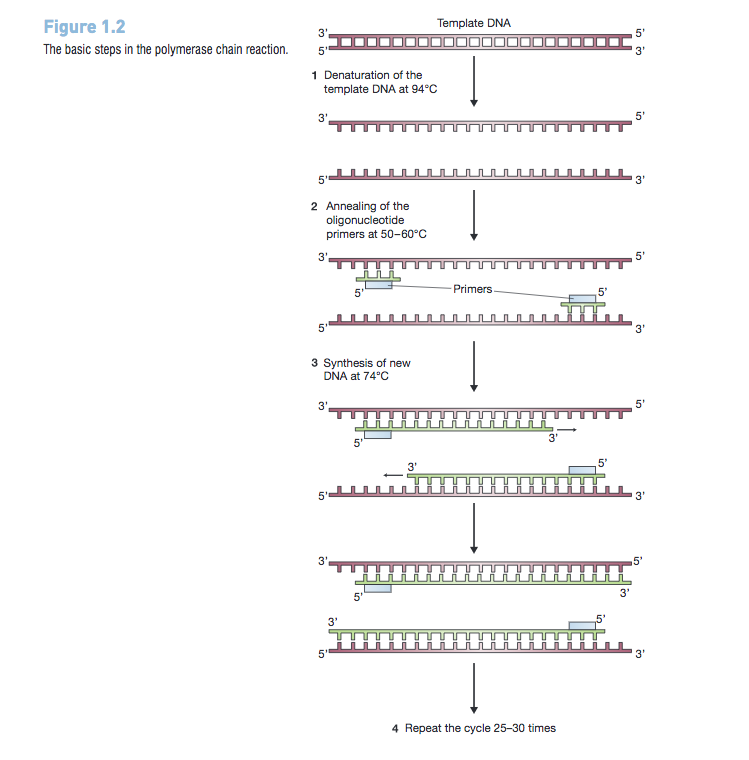 Figure 1.2
The basic steps in the polymerase chain reaction.
Template DNA
3' 5'
5' 3'
1 Denaturation of the
template DNA at 94°C
3' 5'
5' 3'
2 Annealing of the
oligonucleotide
primers at 50–60°C
3' 5'
5' Primers 5'
5' 3'
3 Synthesis of new
DNA at 74°C
3' 5'
5' 3'
3' 5'
5' 3'
3' 5'
5' 3'
3' 5'
5' 3'
4 Repeat the cycle 25–30 times